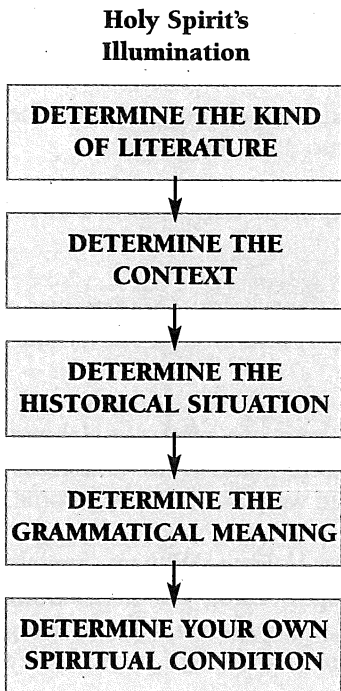 Holy Spirit's
Illumination
DETERMINE THE KIND
OF LITERATURE
DETERMINE THE
CONTEXT
DETERMINE THE
HISTORICAL SITUATION
DETERMINE THE
GRAMMATICAL MEANING
DETERMINE YOUR OWN
SPIRITUAL CONDITION